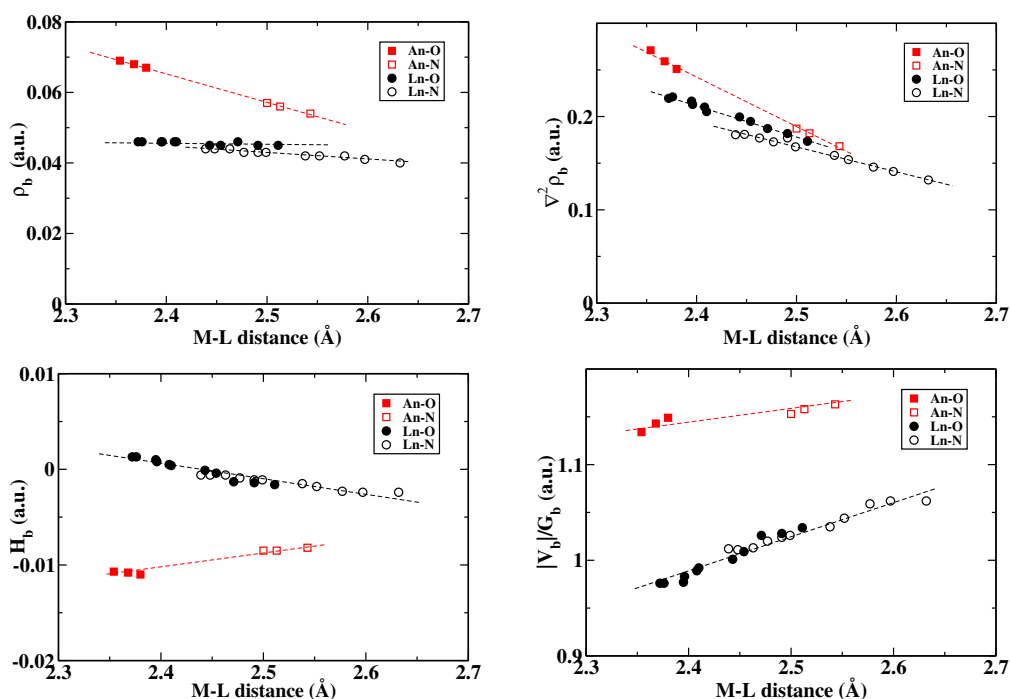 0.08
0.06
0.04
0.02
0
ρb (a.u.)
An-O
An-N
Ln-O
Ln-N
2.3 2.4 2.5 2.6 2.7
M-L distance (Å)
0.3
0.2
0.1
0
∇²ρb (a.u.)
An-O
An-N
Ln-O
Ln-N
2.3 2.4 2.5 2.6 2.7
M-L distance (Å)
0.01
0
-0.01
-0.02
Hb (a.u.)
An-O
An-N
Ln-O
Ln-N
2.3 2.4 2.5 2.6 2.7
M-L distance (Å)
1.1
1
0.9
|Vb|/Gb (a.u.)
An-O
An-N
Ln-O
Ln-N
2.3 2.4 2.5 2.6 2.7
M-L distance (Å)